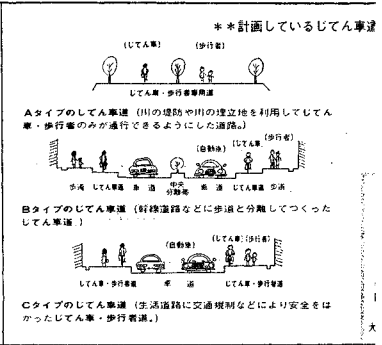 **計画しているじてん車道
(じてん車) (歩行者)
じてん車・歩行者専用道
Aタイプのじてん車道(川の堤防や川の埋立地を利用してじてん
車・歩行者のみが通行できるようにした道路。)
(自動車) (じてん車) (歩行者)
歩道 じてん車道 車道 中央分離帯 車道 じてん車道 歩道
Bタイプのじてん車道(幹線道路などに歩道と分離してつくった
じてん車道)
(自動車) (じてん車) (歩行者)
じてん車・歩行者道 車道 じてん車・歩行者道
Cタイプのじてん車道(生活道路に交通規制などにより安全をは
かったじてん車・歩行者道。)
大